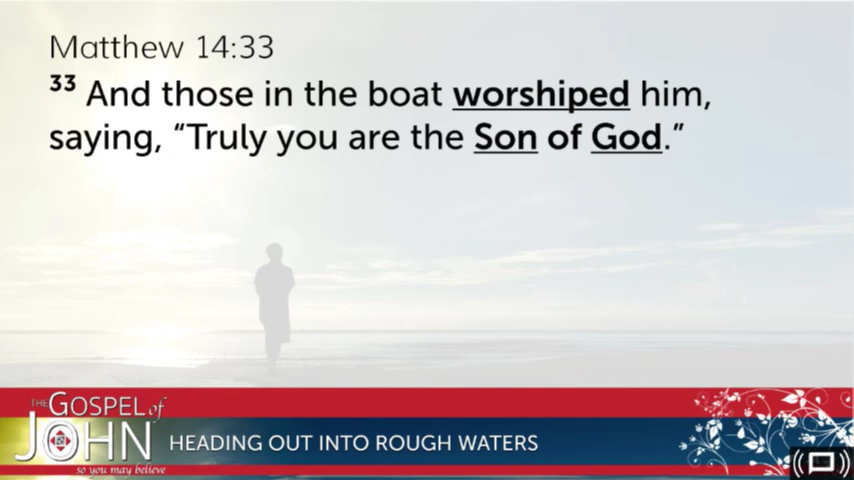 Matthew 14:33
33 And those in the boat worshiped him,
saying, “Truly you are the Son of God.”
THE GOSPEL of
JOHN
so you may believe
HEADING OUT INTO ROUGH WATERS